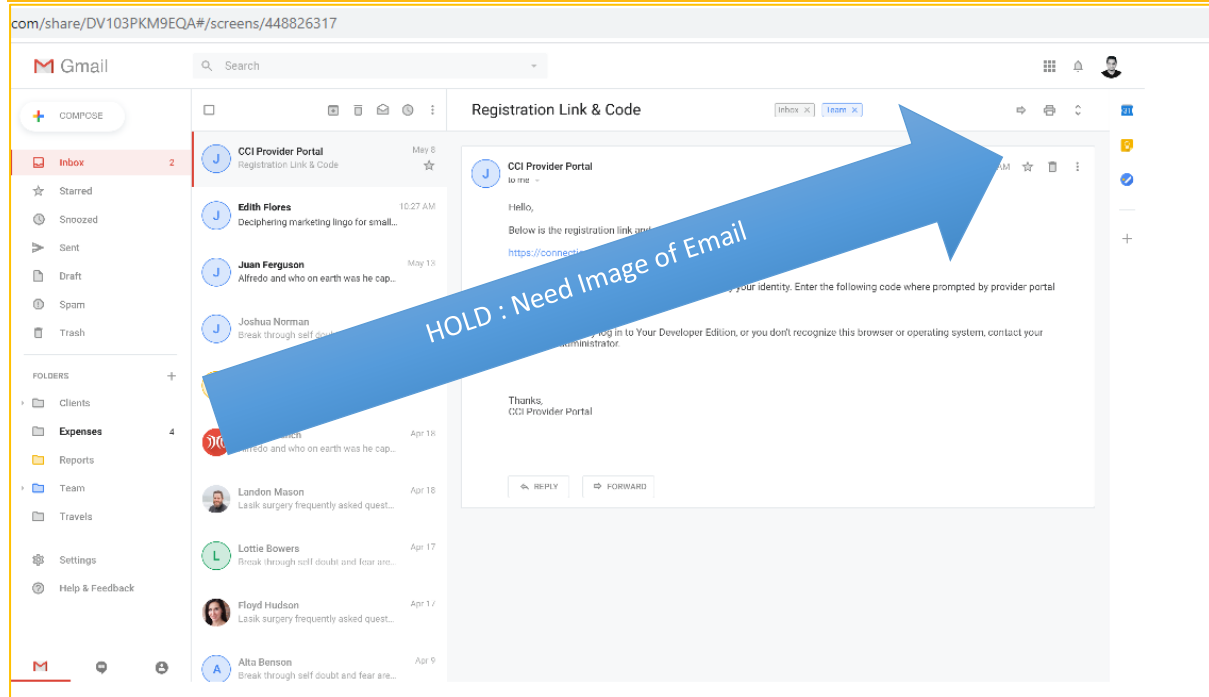 com/share/DV103PKM9EQA#/screens/448826317
Gmail
Search
COMPOSE
Inbox 2
Starred
Snoozed
Sent
Draft
Spam
Trash
FOLDERS
Clients
Expenses 4
Reports
Team
Travels
Settings
Help & Feedback
CCI Provider Portal May 8
Registration Link & Code
Edith Flores 10:27 AM
Deciphering marketing lingo for small...
Juan Ferguson May 13
Alfredo and who on earth was he cap...
Joshua Norman
Break through self
Apr 18
and who on earth was he cap...
Landon Mason Apr 18
Lasik surgery frequently asked quest...
Lottie Bowers Apr 17
Break through self doubt and fear are...
Floyd Hudson Apr 17
Lasik surgery frequently asked quest...
Alta Benson Apr 9
Break through self doubt and fear are...
Registration Link & Code
Inbox × Team ×
CCI Provider Portal
to me
AM
Hello,
Below is the registration link and
HOLD : Need Image of Email
your identity. Enter the following code where prompted by provider portal
log in to Your Developer Edition, or you don't recognize this browser or operating system, contact your
administrator.
Thanks,
CCI Provider Portal
REPLY FORWARD
J
J
J
J
L
A